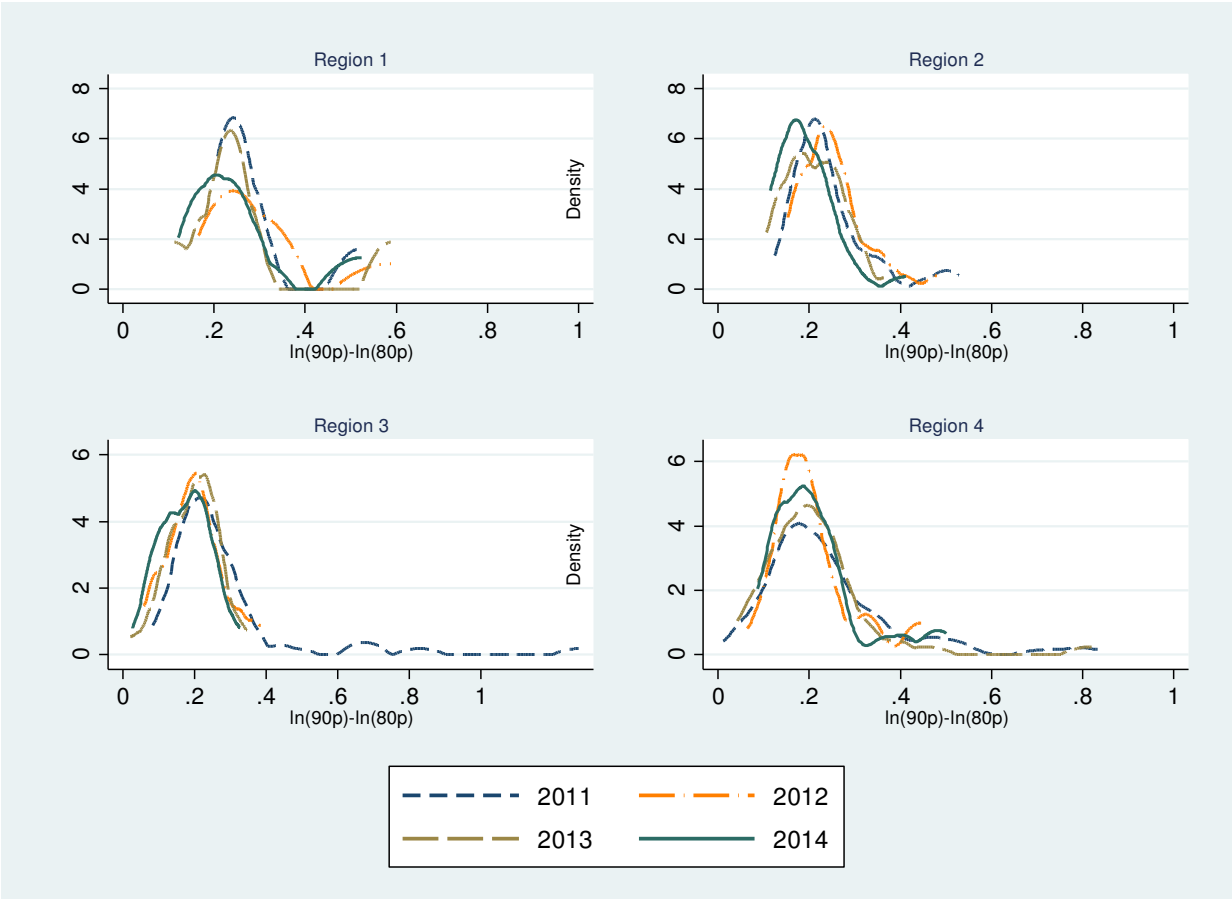 Region 1
8
6
4
2
0
0 .2 .4 .6 .8 1
ln(90p)-ln(80p)
Region 2
Density
8
6
4
2
0
0 .2 .4 .6 .8 1
ln(90p)-ln(80p)
Region 3
6
4
2
0
0 .2 .4 .6 .8 1
ln(90p)-ln(80p)
Region 4
Density
6
4
2
0
0 .2 .4 .6 .8 1
ln(90p)-ln(80p)
2011 2012
2013 2014